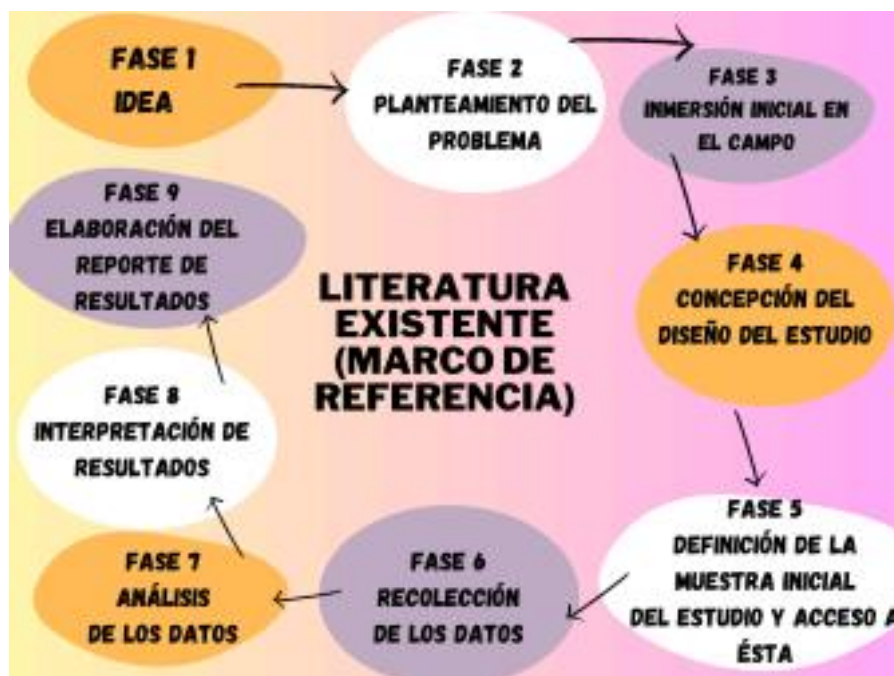 FASE 1
IDEA
FASE 2
PLANTEAMIENTO DEL
PROBLEMA
FASE 3
INMERSIÓN INICIAL EN
EL CAMPO
FASE 4
CONCEPCIÓN DEL
DISEÑO DEL ESTUDIO
FASE 5
DEFINICIÓN DE LA
MUESTRA INICIAL
DEL ESTUDIO Y ACCESO A
ÉSTA
FASE 6
RECOLECCIÓN
DE LOS DATOS
FASE 7
ANÁLISIS
DE LOS DATOS
FASE 8
INTERPRETACIÓN DE
RESULTADOS
FASE 9
ELABORACIÓN DEL
REPORTE DE
RESULTADOS
LITERATURA
EXISTENTE
(MARCO DE
REFERENCIA)